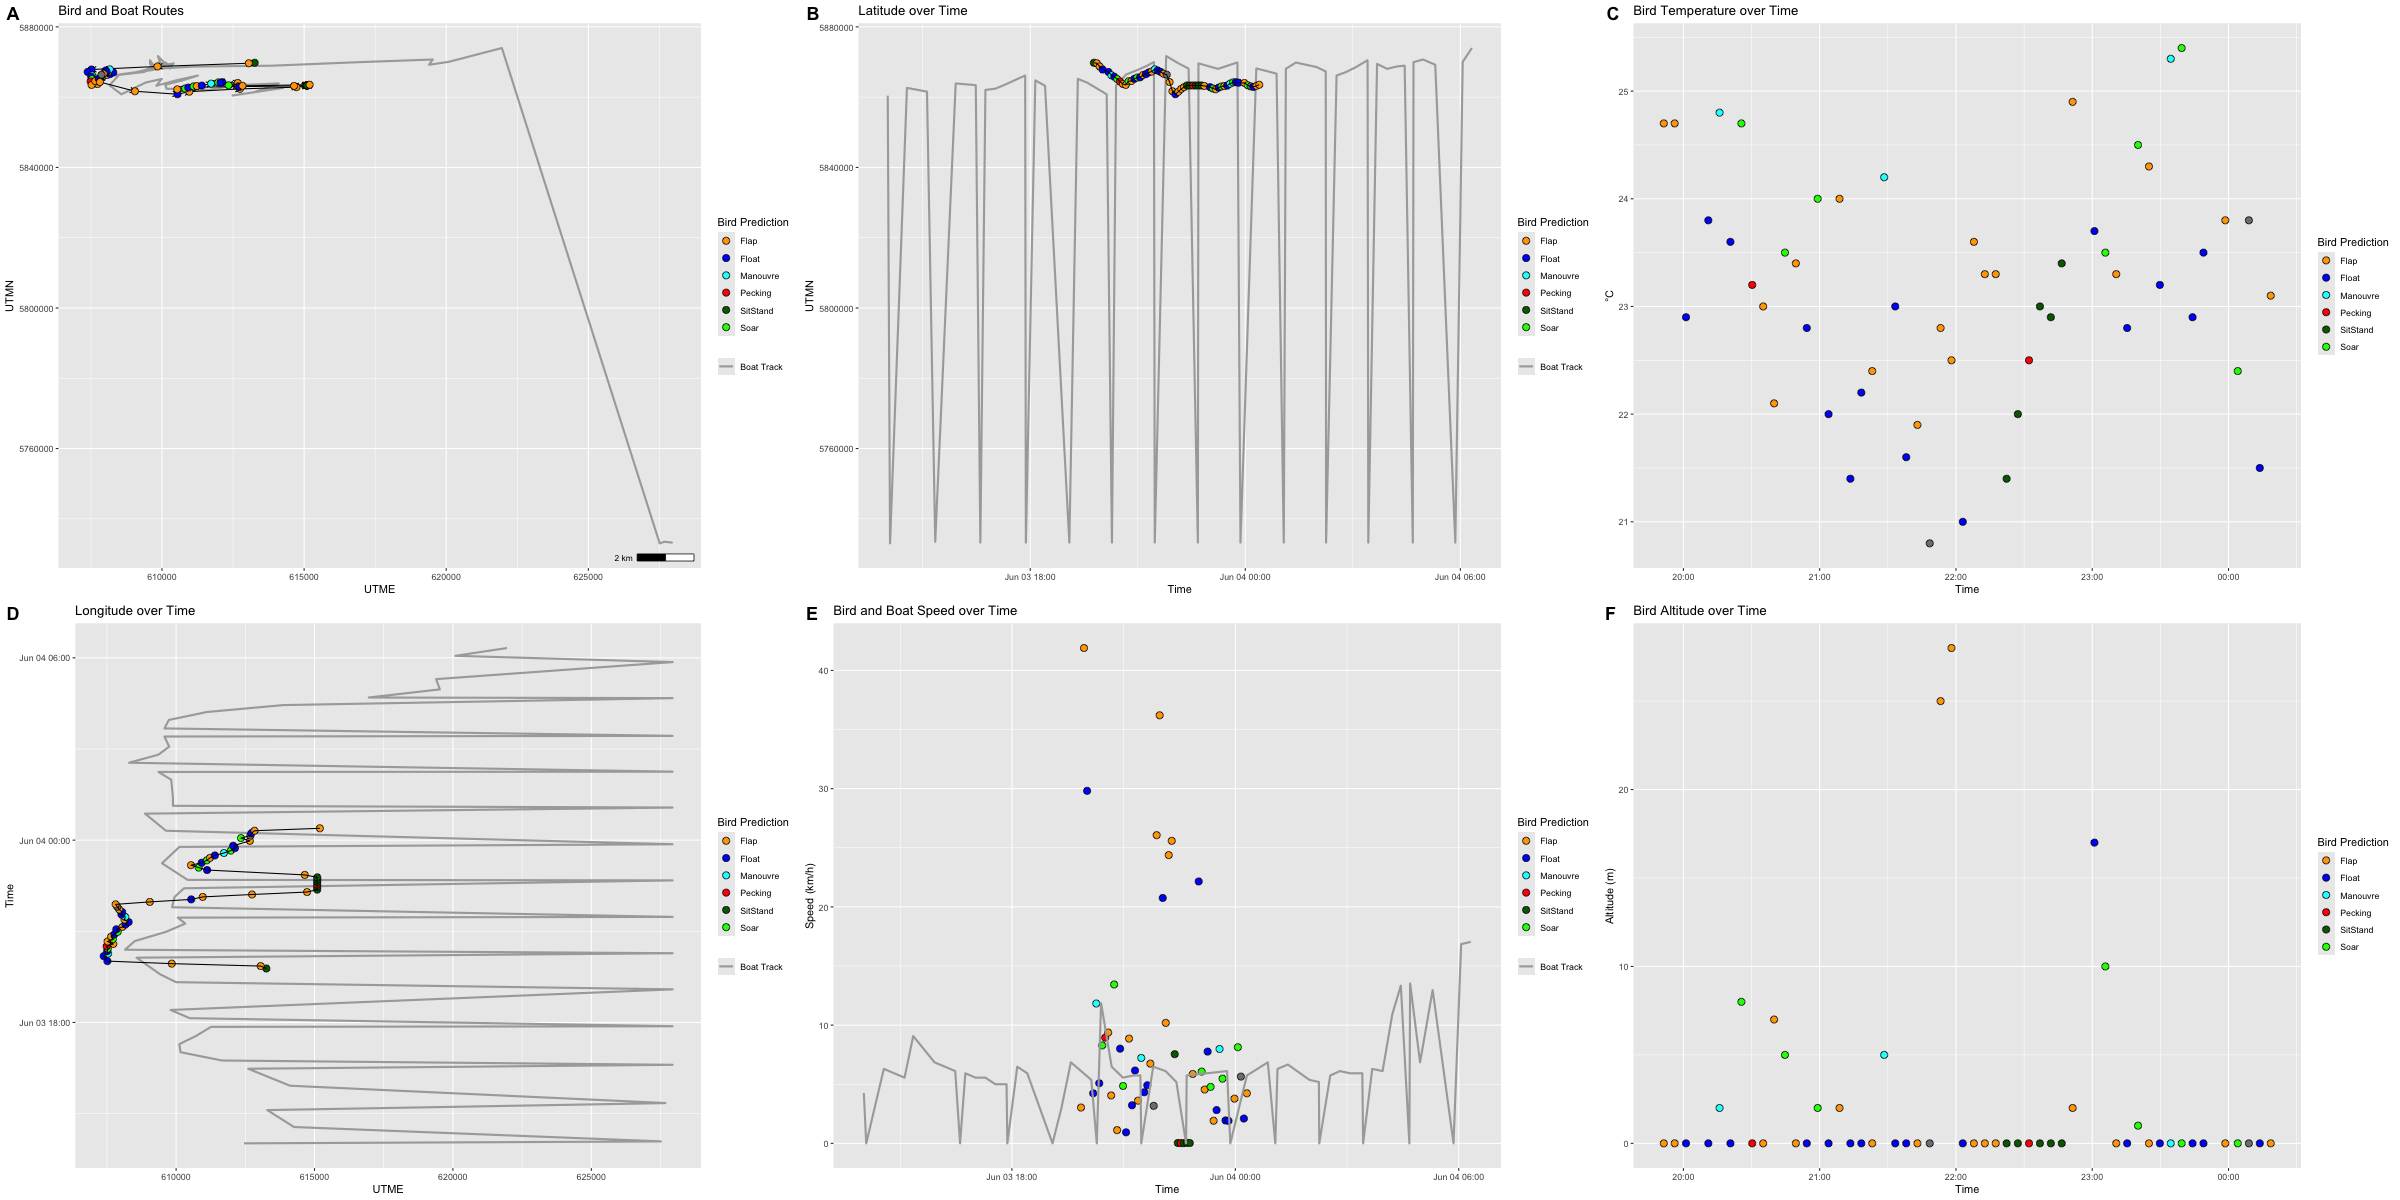 A Bird and Boat Routes
5880000
5840000
5800000
5760000
UTMN
610000 615000 620000 625000
UTME
2 km
Bird Prediction
Flap
Float
Manouvre
Pecking
SitStand
Soar
Boat Track
B Latitude over Time
5880000
5840000
5800000
5760000
UTMN
Jun 03 18:00 Jun 04 00:00 Jun 04 06:00
Time
Bird Prediction
Flap
Float
Manouvre
Pecking
SitStand
Soar
Boat Track
C Bird Temperature over Time
25
24
23
22
21
°C
20:00 21:00 22:00 23:00 00:00
Time
Bird Prediction
Flap
Float
Manouvre
Pecking
SitStand
Soar
D Longitude over Time
Jun 04 06:00
Jun 04 00:00
Jun 03 18:00
Time
610000 615000 620000 625000
UTME
Bird Prediction
Flap
Float
Manouvre
Pecking
SitStand
Soar
Boat Track
E Bird and Boat Speed over Time
40
30
20
10
0
Speed (km/h)
Jun 03 18:00 Jun 04 00:00 Jun 04 06:00
Time
Bird Prediction
Flap
Float
Manouvre
Pecking
SitStand
Soar
Boat Track
F Bird Altitude over Time
20
10
0
Altitude (m)
20:00 21:00 22:00 23:00 00:00
Time
Bird Prediction
Flap
Float
Manouvre
Pecking
SitStand
Soar